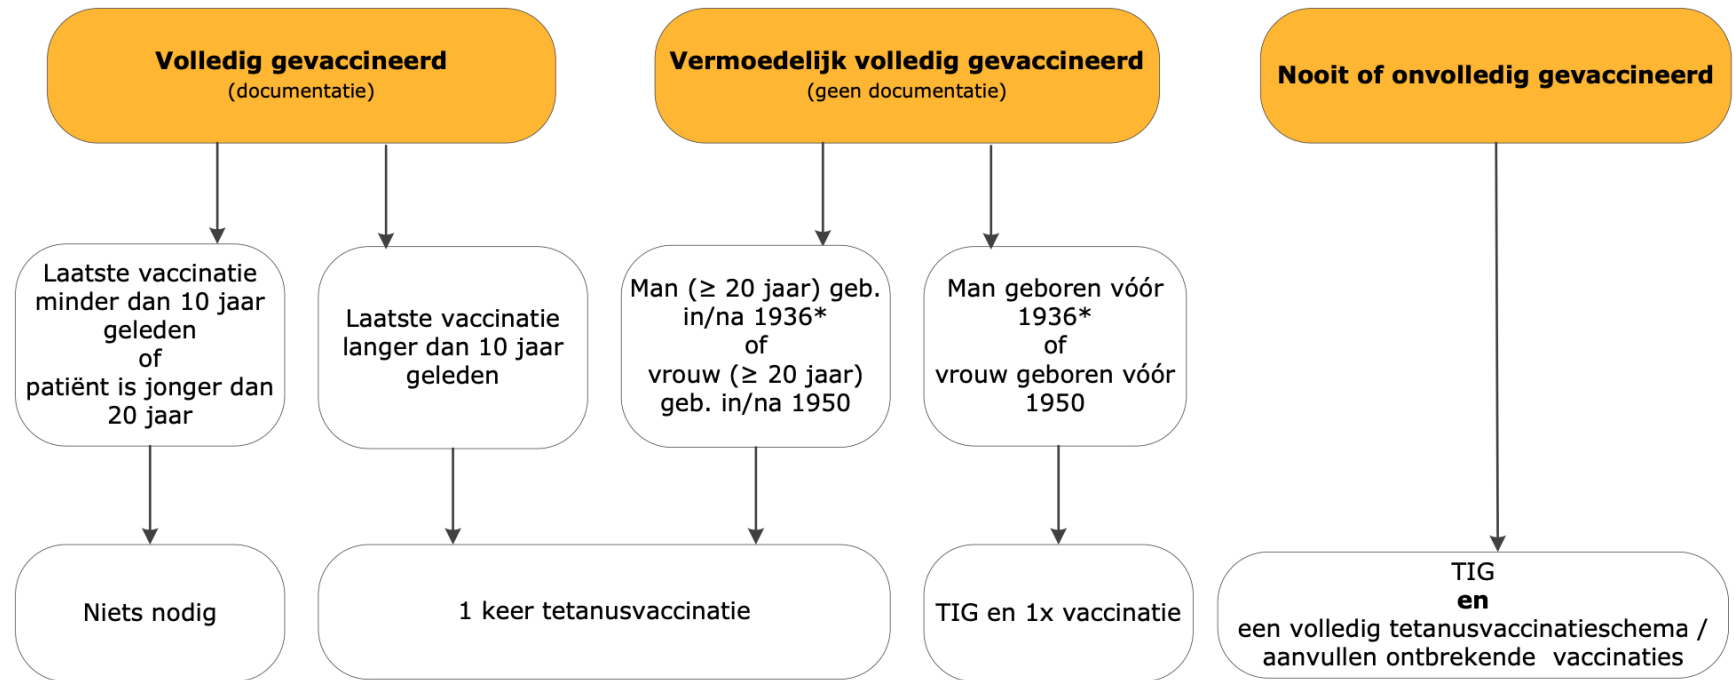 Volledig gevaccineerd
(documentatie)
Vermoedelijk volledig gevaccineerd
(geen documentatie)
Nooit of onvolledig gevaccineerd
Laatste vaccinatie
minder dan 10 jaar
geleden
of
patiënt is jonger dan
20 jaar
Laatste vaccinatie
langer dan 10 jaar
geleden
Man (≥ 20 jaar) geb.
in/na 1936*
of
vrouw (≥ 20 jaar)
geb. in/na 1950
Man geboren vóór
1936*
of
vrouw geboren vóór
1950
Niets nodig
1 keer tetanusvaccinatie
TIG en 1x vaccinatie
TIG
en
een volledig tetanusvaccinatieschema /
aanvullen ontbrekende vaccinaties